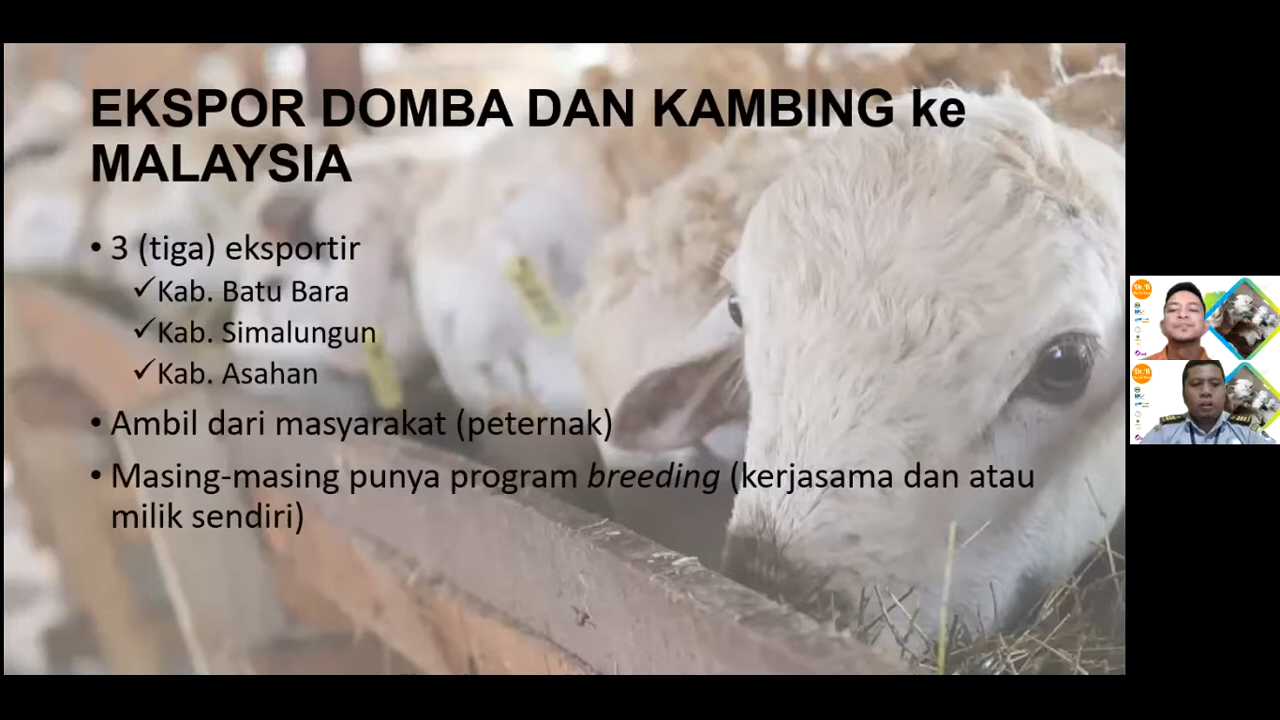 EKSPOR DOMBA DAN KAMBING ke
MALAYSIA
• 3 (tiga) eksportir
✓Kab. Batu Bara
✓Kab. Simalungun
✓Kab. Asahan
• Ambil dari masyarakat (peternak)
• Masing-masing punya program breeding (kerjasama dan atau
milik sendiri)